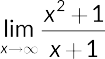 lim x→∞ (x² + 1)/(x + 1)